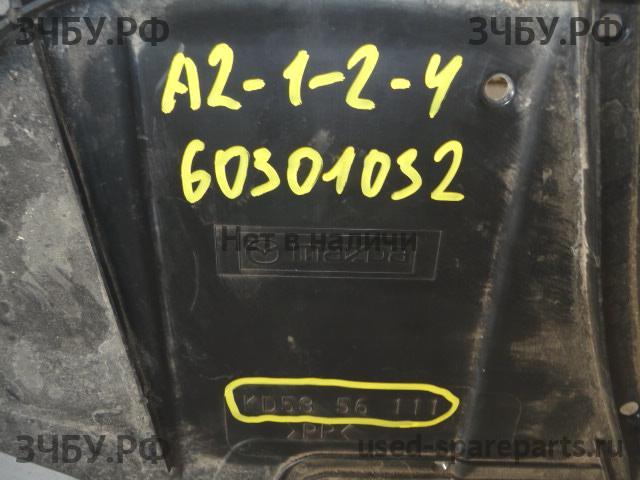 ЗЧБУ.РФ ЗЧБУ.РФ
A2-1-2-4
60301032
Нет в наличи
KD53 56 111
>PP<
ЗЧБУ.РФ used-spareparts.ru